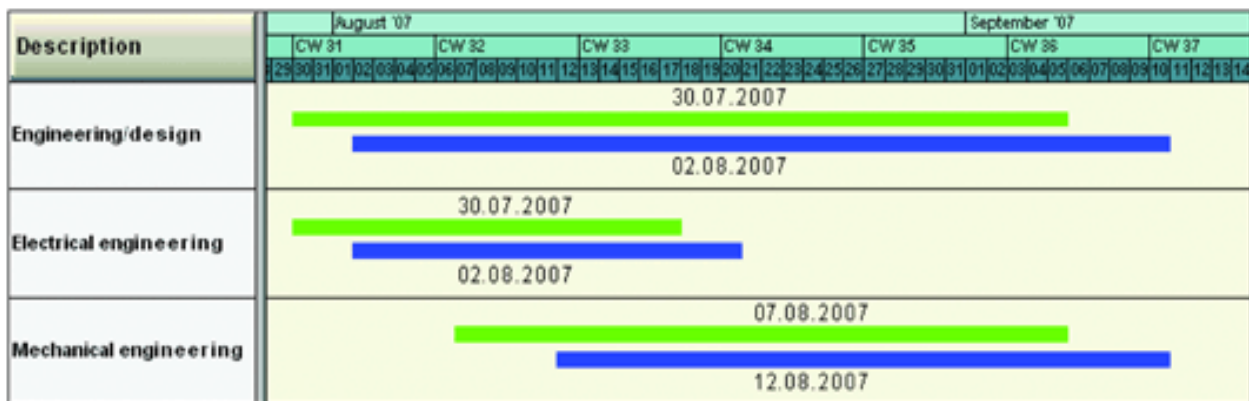 Description
August '07 September '07
CW 31 CW 32 CW 33 CW 34 CW 35 CW 36 CW 37
29 30 31 01 02 03 04 05 06 07 08 09 10 11 12 13 14 15 16 17 18 19 20 21 22 23 24 25 26 27 28 29 30 31 01 02 03 04 05 06 07 08 09 10 11 12 13 14
Engineering/design
30.07.2007
02.08.2007
Electrical engineering
30.07.2007
02.08.2007
Mechanical engineering
07.08.2007
12.08.2007